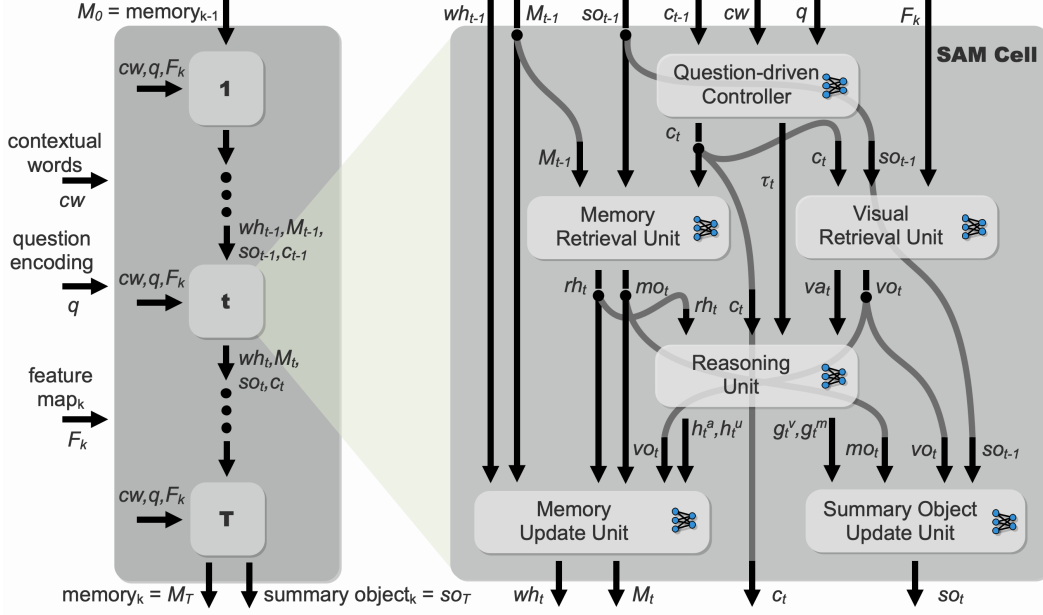 M₀ = memoryₖ₋₁
cw,q,Fₖ
1
contextual
words
cw
whₜ₋₁,Mₜ₋₁,
soₜ₋₁,cₜ₋₁
question
encoding
q
cw,q,Fₖ
t
whₜ,Mₜ,
soₜ,cₜ
feature
mapₖ
Fₖ
cw,q,Fₖ
T
memoryₖ = M_T
summary objectₖ = so_T
whₜ₋₁ Mₜ₋₁ soₜ₋₁ cₜ₋₁ cw q Fₖ
SAM Cell
Question-driven
Controller
cₜ
Mₜ₋₁
τₜ
cₜ
soₜ₋₁
Memory
Retrieval Unit
Visual
Retrieval Unit
rhₜ moₜ
rhₜ
cₜ
vaₜ
voₜ
Reasoning
Unit
voₜ
hₜᵃ,hₜᵘ
gₜᵛ,gₜᵐ
moₜ
voₜ
soₜ₋₁
Memory
Update Unit
Summary Object
Update Unit
whₜ
Mₜ
cₜ
soₜ